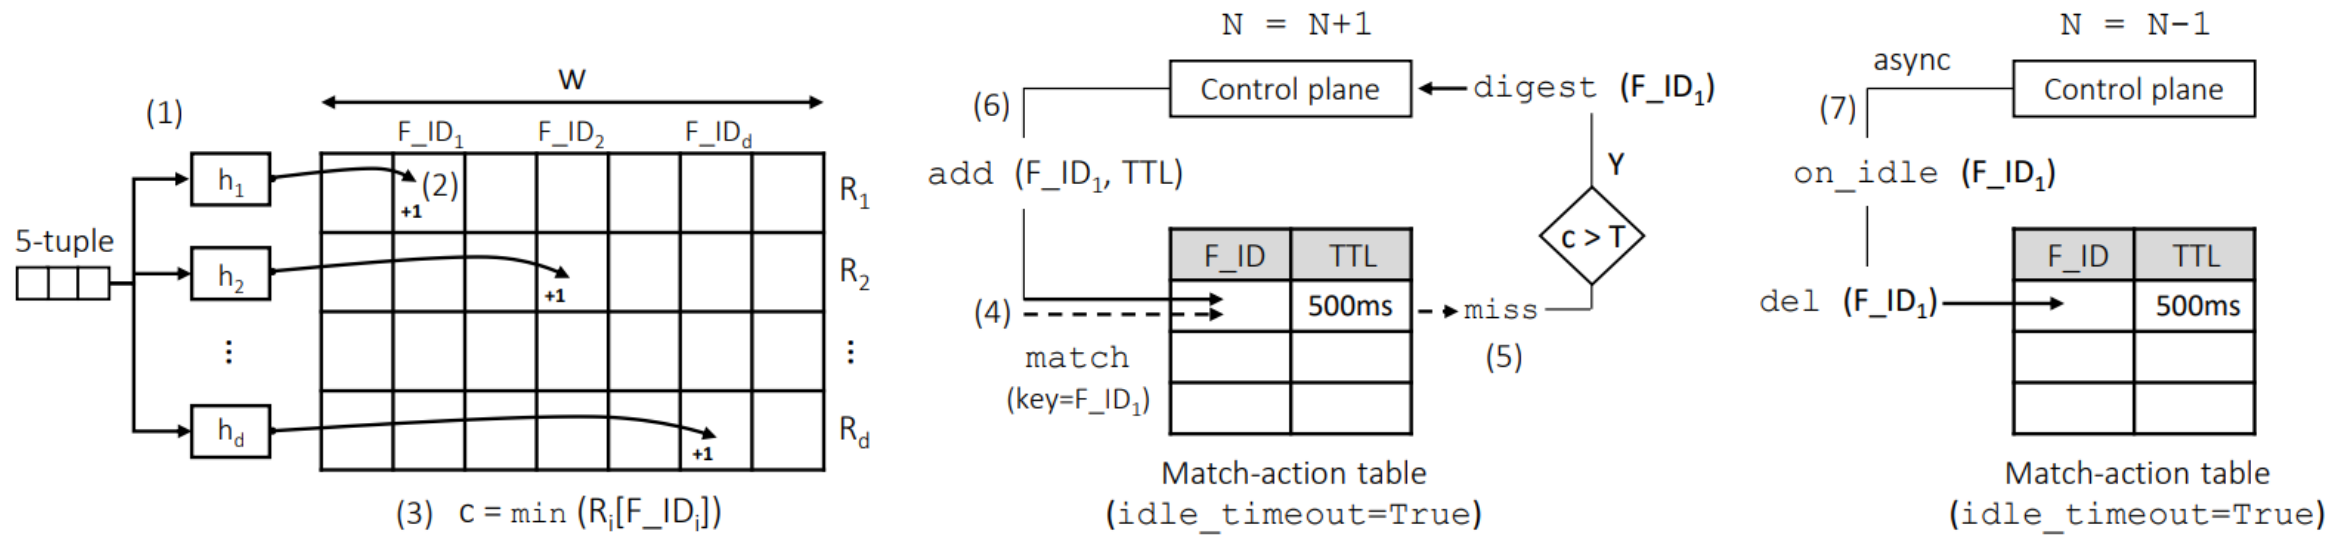 (1)
W
F_ID1 F_ID2 F_IDd
h1 (2) R1
+1
5-tuple
h2 R2
+1
⋮ ⋮
hd Rd
+1
(3) c = min (Ri[F_IDi])
N = N+1
(6) Control plane digest (F_ID1)
add (F_ID1, TTL)
Y
c > T
F_ID TTL
(4) 500ms miss
match
(key=F_ID1)
(5)
Match-action table
(idle_timeout=True)
N = N-1
async
(7) Control plane
on_idle (F_ID1)
F_ID TTL
del (F_ID1) 500ms
Match-action table
(idle_timeout=True)